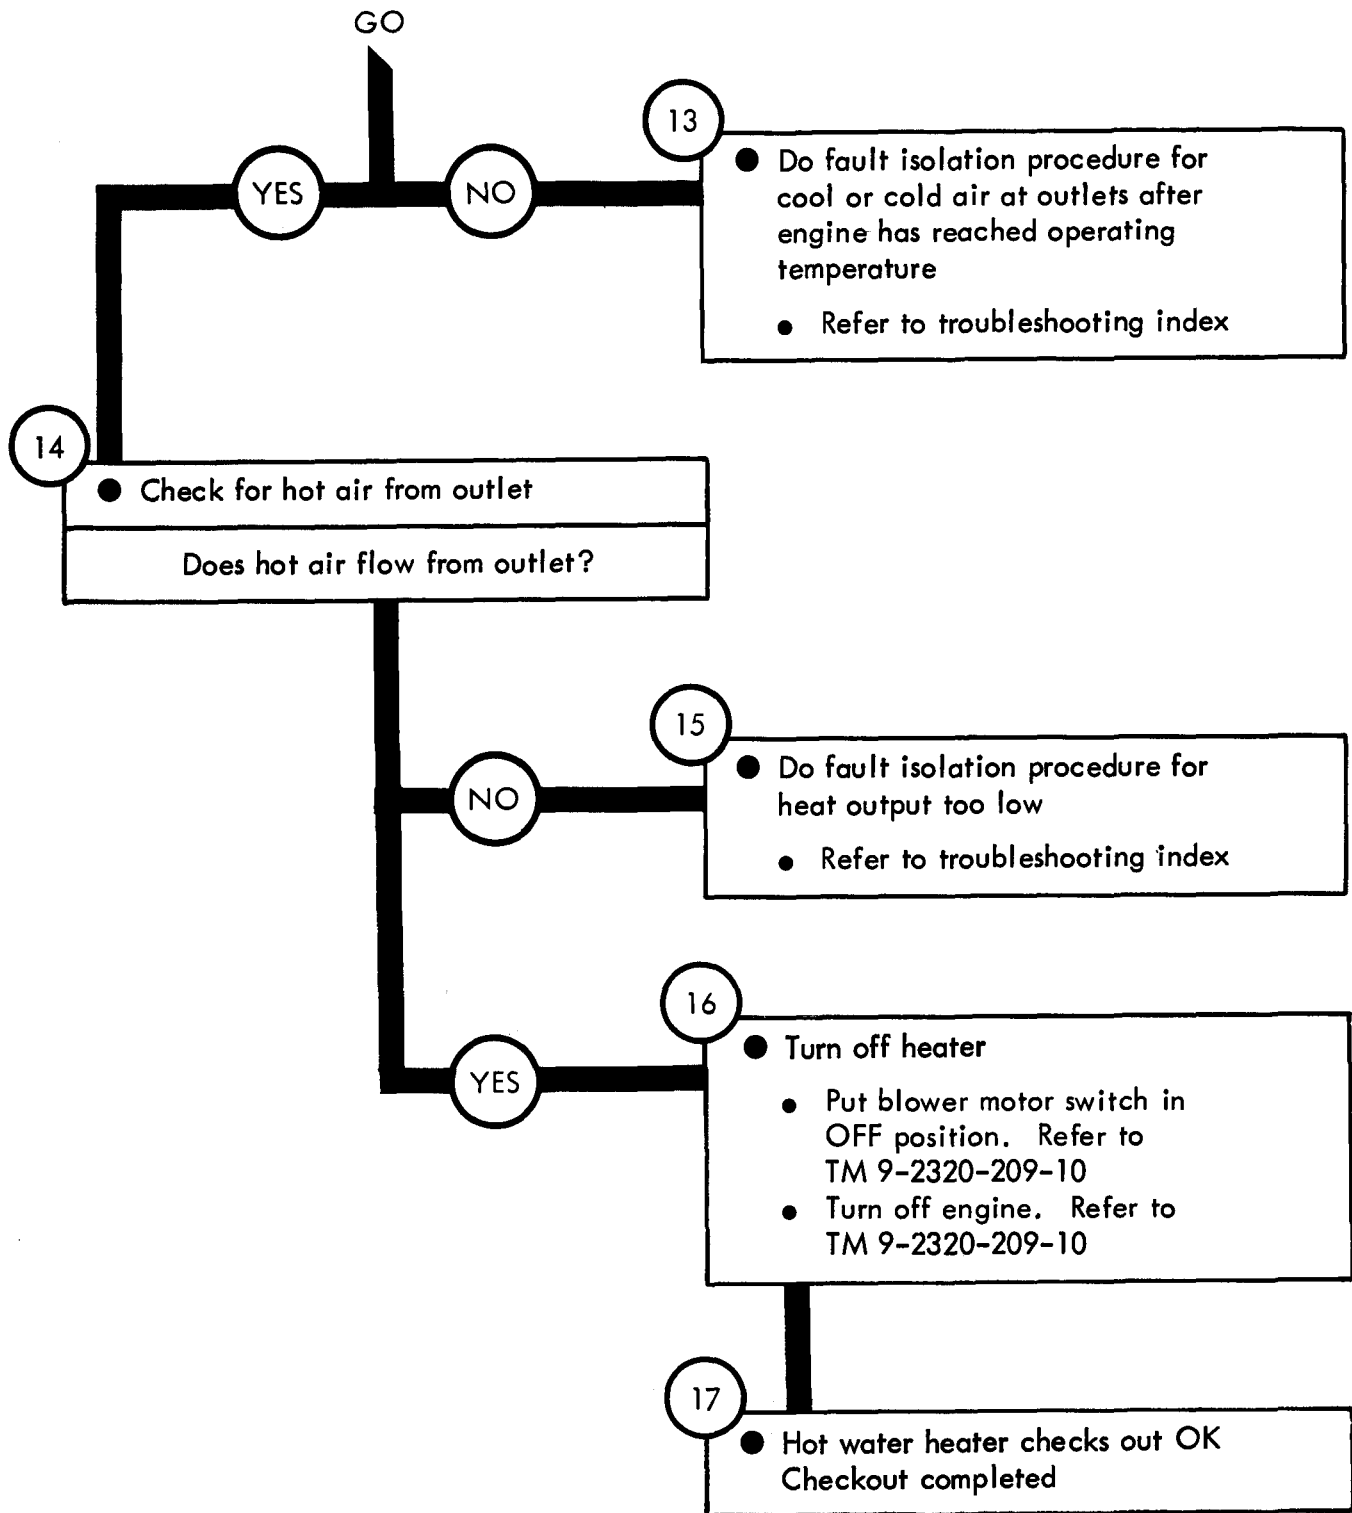 GO
YES
NO
13
● Do fault isolation procedure for
cool or cold air at outlets after
engine has reached operating
temperature
● Refer to troubleshooting index
14
● Check for hot air from outlet
Does hot air flow from outlet?
NO
15
● Do fault isolation procedure for
heat output too low
● Refer to troubleshooting index
YES
16
● Turn off heater
● Put blower motor switch in
OFF position. Refer to
TM 9-2320-209-10
● Turn off engine. Refer to
TM 9-2320-209-10
17
● Hot water heater checks out OK
Checkout completed